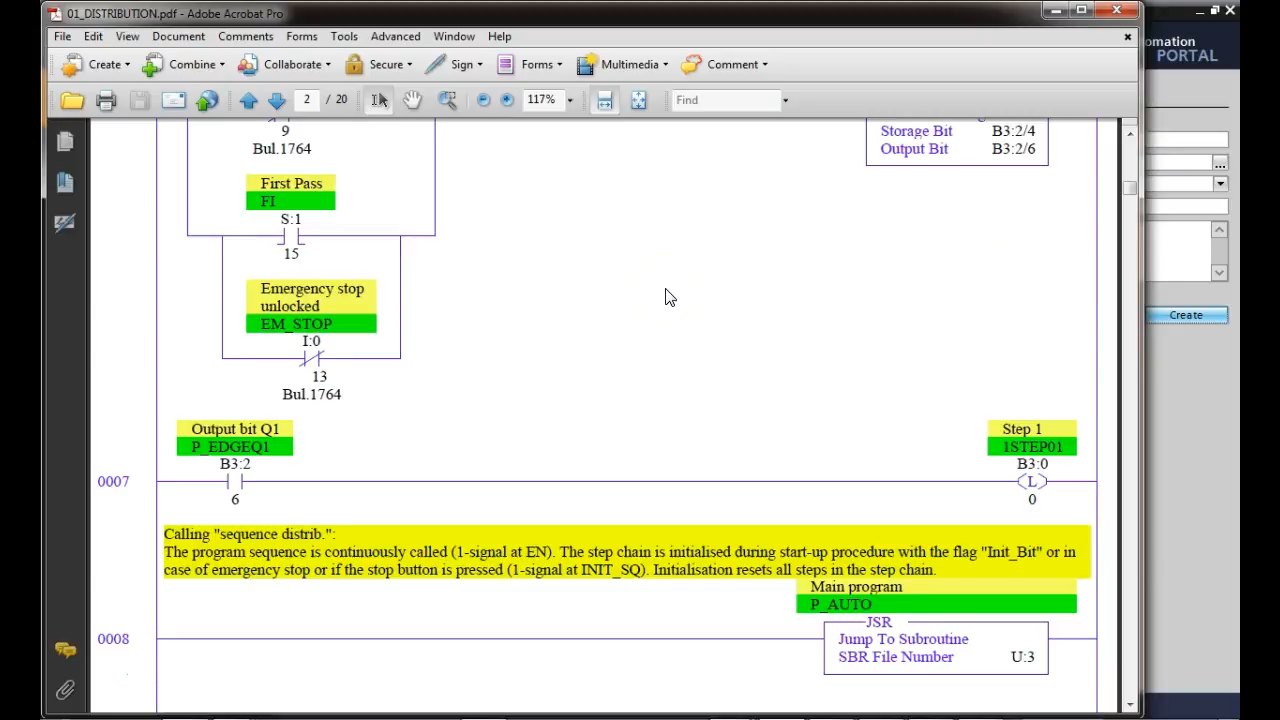 01_DISTRIBUTION.pdf - Adobe Acrobat Pro
File Edit View Document Comments Forms Tools Advanced Window Help
Create Combine Collaborate Secure Sign Forms Multimedia Comment
2 / 20 117% Find
omation
PORTAL
Create
9
Bul.1764
Storage Bit B3:2/4
Output Bit B3:2/6
First Pass
FI
S:1
15
Emergency stop
unlocked
EM_STOP
I:0
13
Bul.1764
Output bit Q1
P_EDGEQ1
B3:2
6
Step 1
1STEP01
B3:0
L
0
0007
Calling "sequence distrib.":
The program sequence is continuously called (1-signal at EN). The step chain is initialised during start-up procedure with the flag "Init_Bit" or in
case of emergency stop or if the stop button is pressed (1-signal at INIT_SQ). Initialisation resets all steps in the step chain.
Main program
P_AUTO
0008
JSR
Jump To Subroutine
SBR File Number U:3